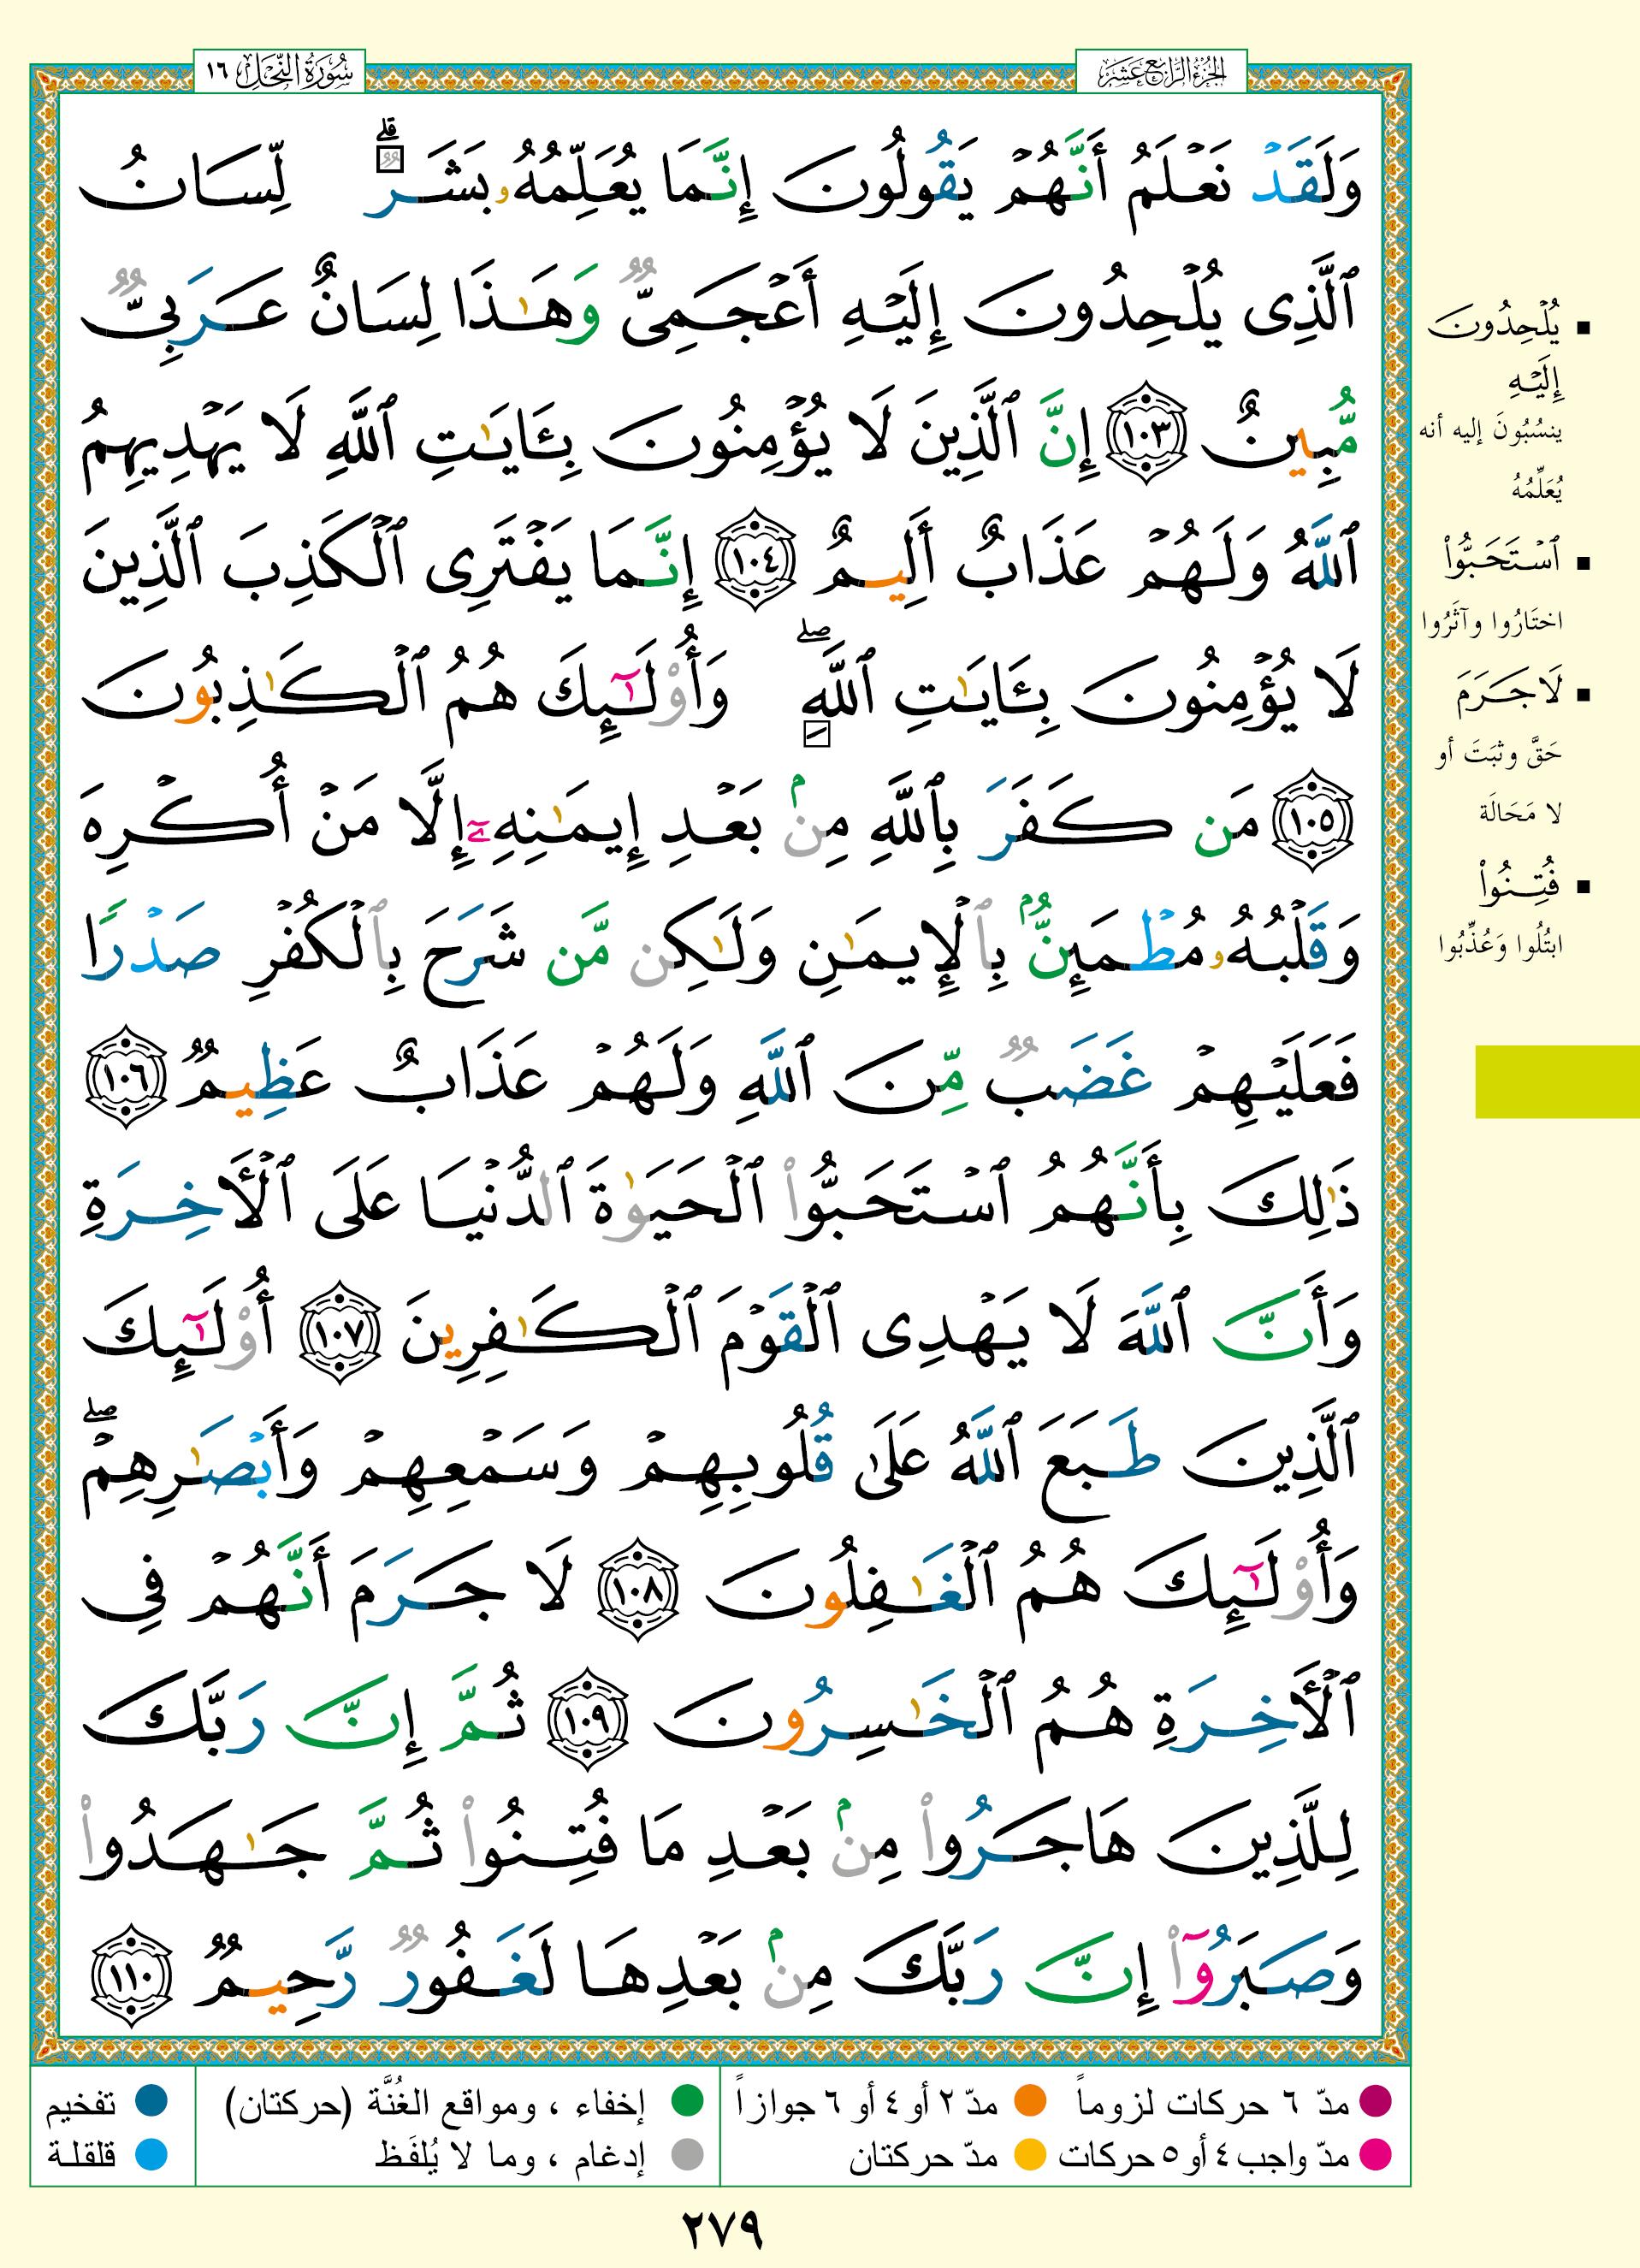 الجزء الرابع عشر
سورة النحل ١٦
وَلَقَدۡ نَعۡلَمُ أَنَّهُمۡ يَقُولُونَ إِنَّمَا يُعَلِّمُهُۥ بَشَرٞۗ لِّسَانُ
ٱلَّذِي يُلۡحِدُونَ إِلَيۡهِ أَعۡجَمِيّٞ وَهَٰذَا لِسَانٌ عَرَبِيّٞ
مُّبِينٌ ١٠٣ إِنَّ ٱلَّذِينَ لَا يُؤۡمِنُونَ بِـَٔايَٰتِ ٱللَّهِ لَا يَهۡدِيهِمُ
ٱللَّهُ وَلَهُمۡ عَذَابٌ أَلِيمٌ ١٠٤ إِنَّمَا يَفۡتَرِي ٱلۡكَذِبَ ٱلَّذِينَ
لَا يُؤۡمِنُونَ بِـَٔايَٰتِ ٱللَّهِۖ وَأُوْلَٰٓئِكَ هُمُ ٱلۡكَٰذِبُونَ
١٠٥ مَن كَفَرَ بِٱللَّهِ مِنۢ بَعۡدِ إِيمَٰنِهِۦٓ إِلَّا مَنۡ أُكۡرِهَ
وَقَلۡبُهُۥ مُطۡمَئِنُّۢ بِٱلۡإِيمَٰنِ وَلَٰكِن مَّن شَرَحَ بِٱلۡكُفۡرِ صَدۡرٗا
فَعَلَيۡهِمۡ غَضَبٞ مِّنَ ٱللَّهِ وَلَهُمۡ عَذَابٌ عَظِيمٞ ١٠٦
ذَٰلِكَ بِأَنَّهُمُ ٱسۡتَحَبُّواْ ٱلۡحَيَوٰةَ ٱلدُّنۡيَا عَلَى ٱلۡأٓخِرَةِ
وَأَنَّ ٱللَّهَ لَا يَهۡدِي ٱلۡقَوۡمَ ٱلۡكَٰفِرِينَ ١٠٧ أُوْلَٰٓئِكَ
ٱلَّذِينَ طَبَعَ ٱللَّهُ عَلَىٰ قُلُوبِهِمۡ وَسَمۡعِهِمۡ وَأَبۡصَٰرِهِمۡۖ
وَأُوْلَٰٓئِكَ هُمُ ٱلۡغَٰفِلُونَ ١٠٨ لَا جَرَمَ أَنَّهُمۡ فِي
ٱلۡأٓخِرَةِ هُمُ ٱلۡخَٰسِرُونَ ١٠٩ ثُمَّ إِنَّ رَبَّكَ
لِلَّذِينَ هَاجَرُواْ مِنۢ بَعۡدِ مَا فُتِنُواْ ثُمَّ جَٰهَدُواْ
وَصَبَرُوٓاْ إِنَّ رَبَّكَ مِنۢ بَعۡدِهَا لَغَفُورٞ رَّحِيمٞ ١١٠
▪ يُلۡحِدُونَ
إِلَيۡهِ
ينسُبُونَ إليه أنه
يُعَلِّمُهُ
▪ ٱسۡتَحَبُّواْ
اختَارُوا وآثَرُوا
▪ لَا جَرَمَ
حَقَّ وثَبَتَ أو
لا مَحَالَة
▪ فُتِنُواْ
ابتُلُوا وَعُذِّبُوا
مدّ ٦ حركات لزوماً
مدّ ٢ أو ٤ أو ٦ جوازاً
إخفاء ، ومواقع الغُنَّة (حركتان)
تفخيم
مدّ واجب ٤ أو ٥ حركات
مدّ حركتان
إدغام ، وما لا يُلفَظ
قلقلة
٢٧٩